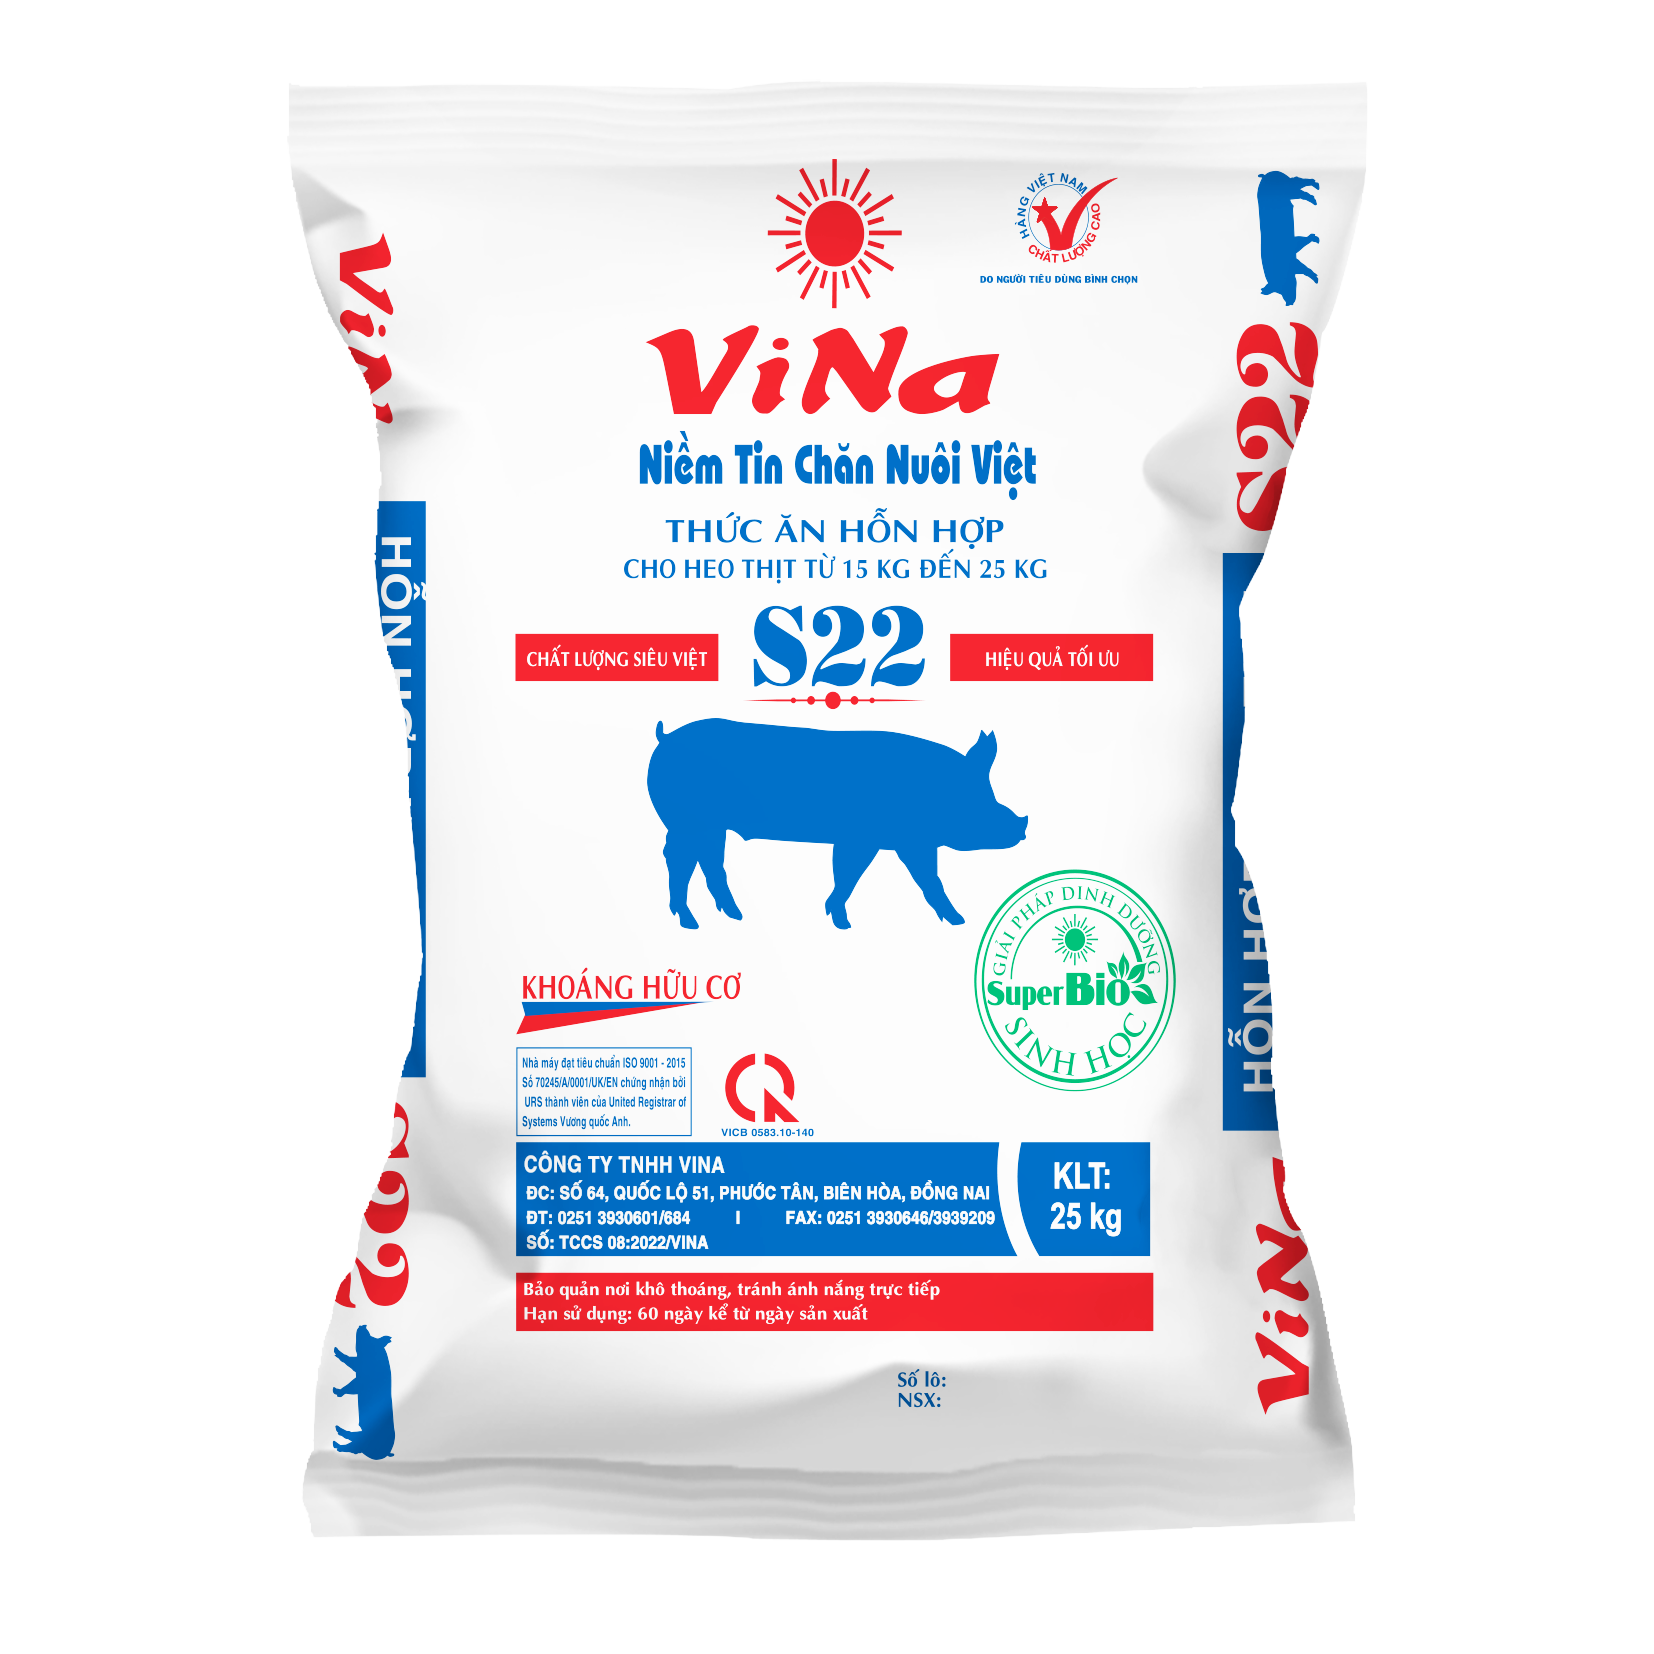 HÀNG VIỆT NAM
CHẤT LƯỢNG CAO
DO NGƯỜI TIÊU DÙNG BÌNH CHỌN
ViNa
Niềm Tin Chăn Nuôi Việt
THỨC ĂN HỖN HỢP
CHO HEO THỊT TỪ 15 KG ĐẾN 25 KG
CHẤT LƯỢNG SIÊU VIỆT
S22
HIỆU QUẢ TỐI ƯU
GIẢI PHÁP DINH DƯỠNG
SuperBio
SINH HỌC
KHOÁNG HỮU CƠ
Nhà máy đạt tiêu chuẩn ISO 9001 - 2015
Số 70245/A/0001/UK/EN chứng nhận bởi
URS thành viên của United Registrar of
Systems Vương quốc Anh.
VICB 0583.10-140
CÔNG TY TNHH VINA
ĐC: SỐ 64, QUỐC LỘ 51, PHƯỚC TÂN, BIÊN HÒA, ĐỒNG NAI
ĐT: 0251 3930601/684 I FAX: 0251 3930646/3939209
SỐ: TCCS 08:2022/VINA
KLT:
25 kg
Bảo quản nơi khô thoáng, tránh ánh nắng trực tiếp
Hạn sử dụng: 60 ngày kể từ ngày sản xuất
Số lô:
NSX:
ViNa
HỖN HỢP
S22
S22
HỖN HỢP
ViNa